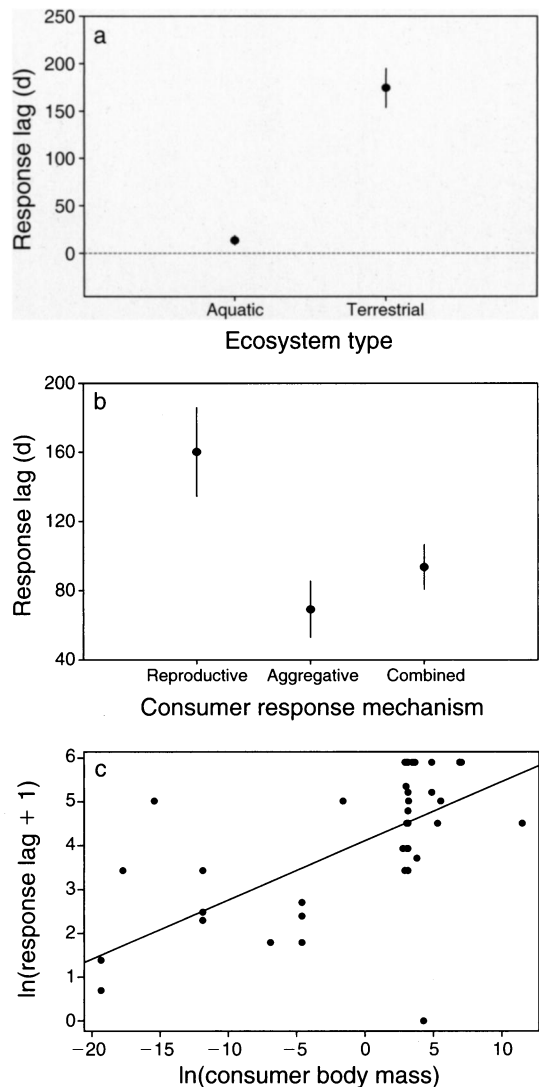 a
Response lag (d)
250
200
150
100
50
0
Aquatic Terrestrial
Ecosystem type
b
Response lag (d)
200
160
120
80
40
Reproductive Aggregative Combined
Consumer response mechanism
c
ln(response lag + 1)
6
5
4
3
2
1
0
−20 −15 −10 −5 0 5 10
ln(consumer body mass)